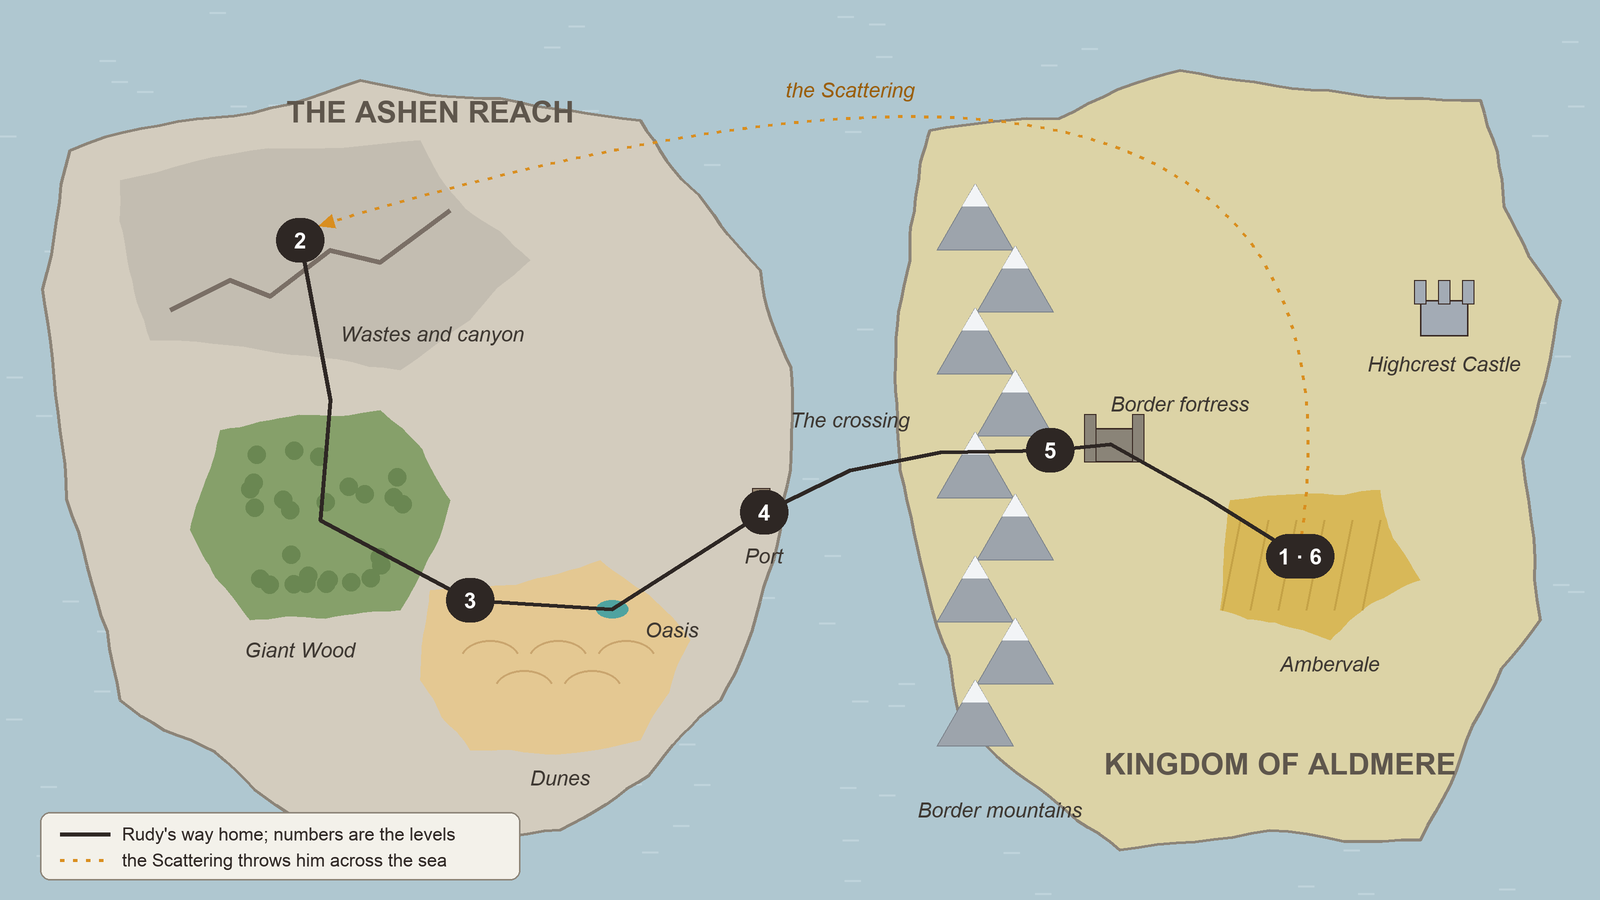 the Scattering
THE ASHEN REACH
2
Wastes and canyon
Highcrest Castle
Border fortress
The crossing
5
4
Port
1 · 6
3
Oasis
Giant Wood
Ambervale
Dunes
KINGDOM OF ALDMERE
Border mountains
Rudy's way home; numbers are the levels
the Scattering throws him across the sea